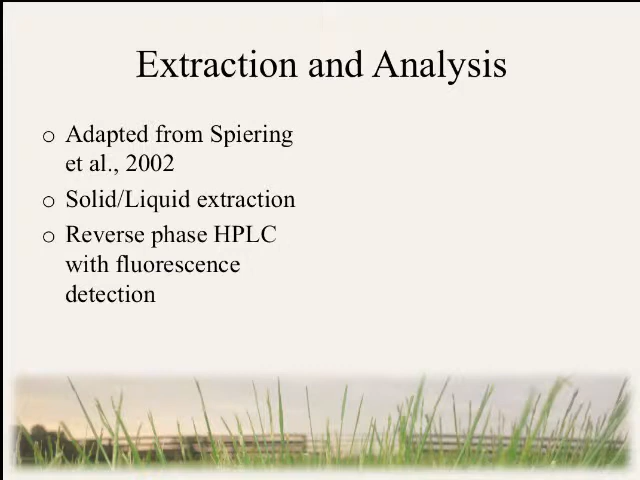 Extraction and Analysis
o Adapted from Spiering
et al., 2002
o Solid/Liquid extraction
o Reverse phase HPLC
with fluorescence
detection